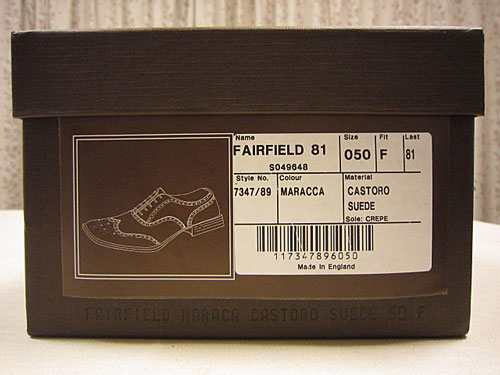 Name Size Fit Last
FAIRFIELD 81 050 F 81
S049648
Style No. Colour Material
7347/89 MARACCA CASTORO
SUEDE
Sole: CREPE
117347896050
Made in England
FAIRFIELD MARACA CASTORO SUEDE 50 F